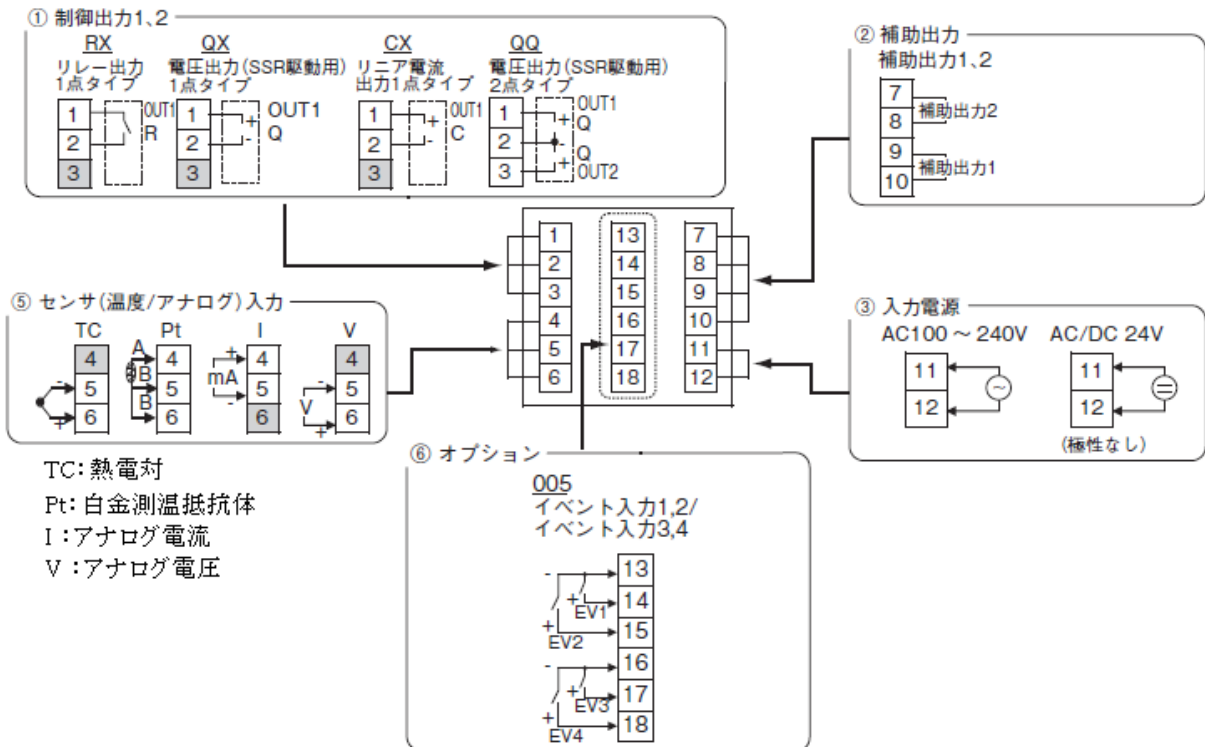 ① 制御出力1、2
RX
リレー出力
1点タイプ
1
2
3
OUT1
R
QX
電圧出力(SSR駆動用)
1点タイプ
1
2
3
+
-
OUT1
Q
CX
リニア電流
出力1点タイプ
1
2
3
+
-
OUT1
C
QQ
電圧出力(SSR駆動用)
2点タイプ
1
2
3
+
-
+
OUT1
Q
Q
OUT2
② 補助出力
補助出力1、2
7
8
9
10
補助出力2
補助出力1
1
2
3
4
5
6
13
14
15
16
17
18
7
8
9
10
11
12
⑤ センサ(温度/アナログ)入力
TC
4
5
6
-
+
Pt
A
B
B
4
5
6
I
+
mA
-
4
5
6
V
-
V
+
4
5
6
③ 入力電源
AC100 ~ 240V
11
12
~
AC/DC 24V
11
12
(極性なし)
TC:熱電対
Pt:白金測温抵抗体
I:アナログ電流
V:アナログ電圧
⑥ オプション
005
イベント入力1,2/
イベント入力3,4
-
+
EV1
+
EV2
13
14
15
-
+
EV3
+
EV4
16
17
18